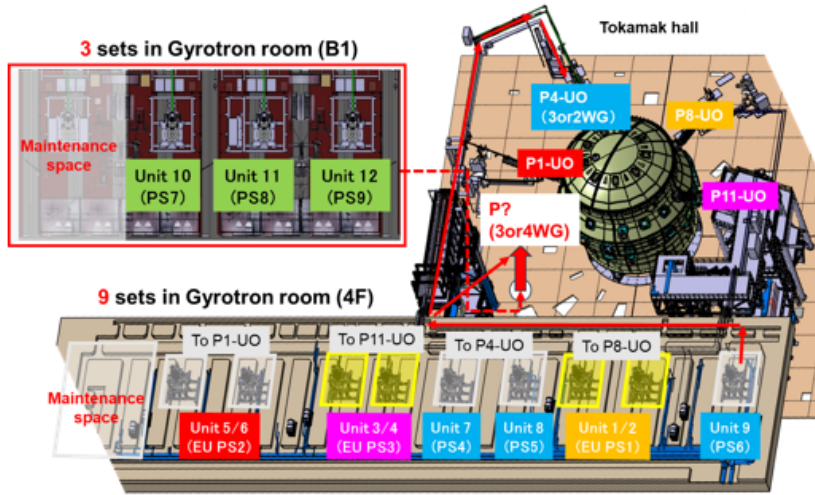 3 sets in Gyrotron room (B1)
Maintenance
space
Unit 10
(PS7)
Unit 11
(PS8)
Unit 12
(PS9)
Tokamak hall
P4-UO
(3or2WG)
P8-UO
P1-UO
P11-UO
P?
(3or4WG)
9 sets in Gyrotron room (4F)
To P1-UO
To P11-UO
To P4-UO
To P8-UO
Maintenance
space
Unit 5/6
(EU PS2)
Unit 3/4
(EU PS3)
Unit 7
(PS4)
Unit 8
(PS5)
Unit 1/2
(EU PS1)
Unit 9
(PS6)